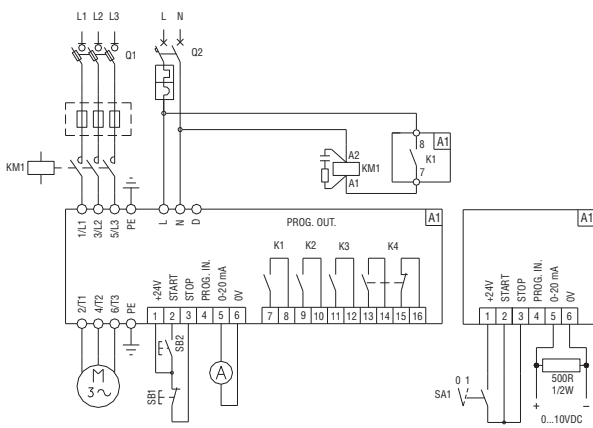 L1 L2 L3
L N
Q1
Q2
KM1
A2
KM1
A1
8
A1
K1
7
1/L1
3/L2
5/L3
PE
L
N
D
PROG. OUT.
A1
K1 K2 K3 K4
+24V
START
STOP
PROG. IN.
0-20 mA
0V
2/T1
4/T2
6/T3
PE
1 2 3 4 5 6 7 8 9 10 11 12 13 14 15 16
M
3~
SB2
SB1
A
A1
+24V
START
STOP
PROG. IN.
0-20 mA
0V
1 2 3 4 5 6
0 1
SA1
500R
1/2W
+ –
0...10VDC